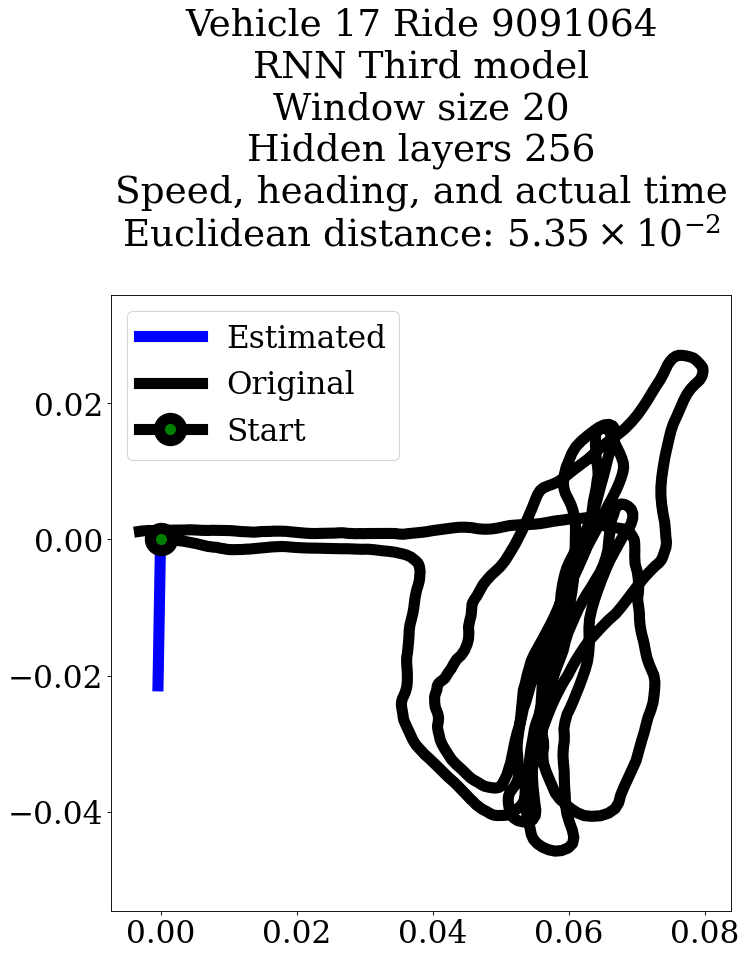 Vehicle 17 Ride 9091064
RNN Third model
Window size 20
Hidden layers 256
Speed, heading, and actual time
Euclidean distance: 5.35 × 10⁻²
Estimated
Original
Start
0.02
0.00
−0.02
−0.04
0.00 0.02 0.04 0.06 0.08